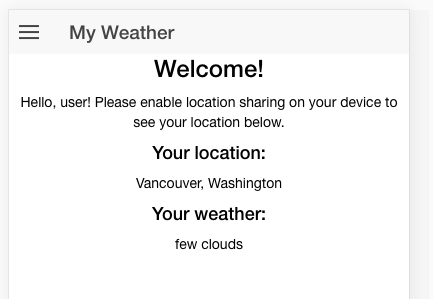 My Weather
Welcome!
Hello, user! Please enable location sharing on your device to
see your location below.
Your location:
Vancouver, Washington
Your weather:
few clouds